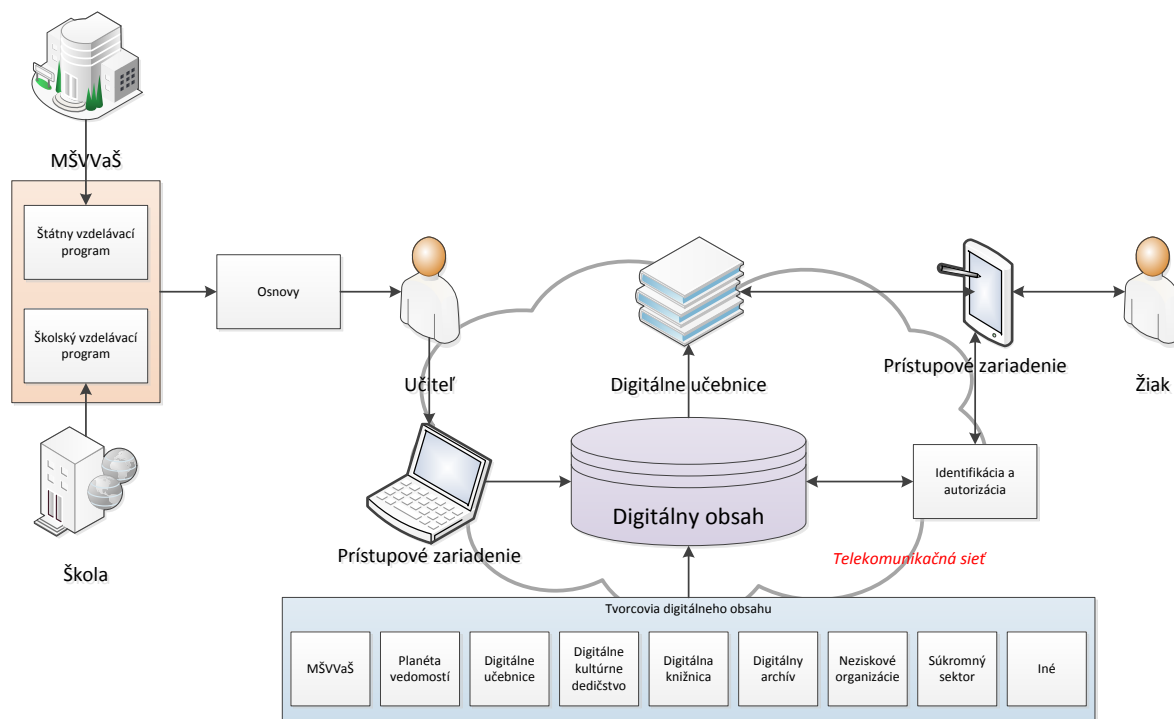 MŠVVaŠ
Štátny vzdelávací
program
Školský vzdelávací
program
Škola
Osnovy
Učiteľ
Prístupové zariadenie
Digitálne učebnice
Digitálny obsah
Prístupové zariadenie
Žiak
Identifikácia a
autorizácia
Telekomunikačná sieť
Tvorcovia digitálneho obsahu
MŠVVaŠ
Planéta
vedomostí
Digitálne
učebnice
Digitálne
kultúrne
dedičstvo
Digitálna
knižnica
Digitálny
archív
Neziskové
organizácie
Súkromný
sektor
Iné